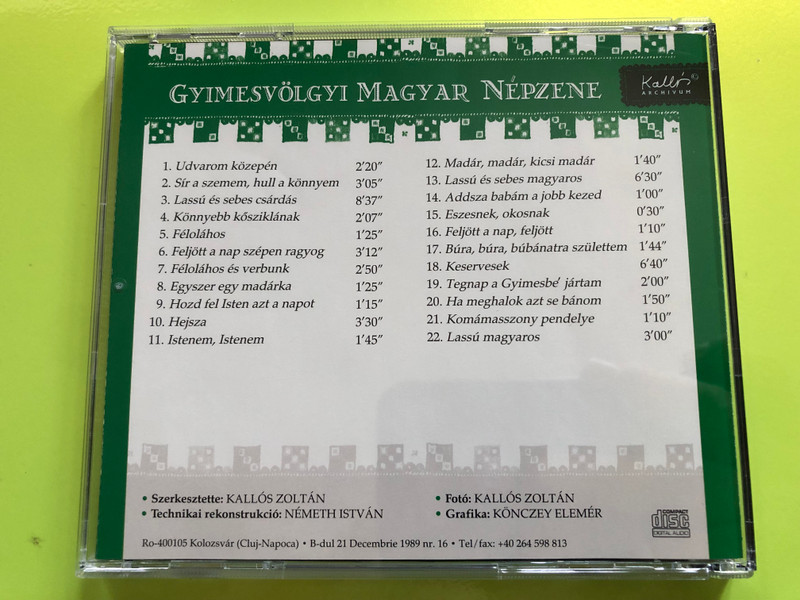 GYIMESVÖLGYI MAGYAR NÉPZENE
Kallós
ARCHIVUM
1. Udvarom közepén 2'20"
2. Sír a szemem, hull a könnyem 3'05"
3. Lassú és sebes csárdás 8'37"
4. Könnyebb kősziklának 2'07"
5. Féloláhos 1'25"
6. Feljött a nap szépen ragyog 3'12"
7. Féloláhos és verbunk 2'50"
8. Egyszer egy madárka 1'25"
9. Hozd fel Isten azt a napot 1'15"
10. Hejsza 3'30"
11. Istenem, Istenem 1'45"
12. Madár, madár, kicsi madár 1'40"
13. Lassú és sebes magyaros 6'30"
14. Addsza babám a jobb kezed 1'00"
15. Eszesnek, okosnak 0'30"
16. Feljött a nap, feljött 1'10"
17. Búra, búra, búbánatra születtem 1'44"
18. Keservesek 6'40"
19. Tegnap a Gyimesbe' jártam 2'00"
20. Ha meghalok azt se bánom 1'50"
21. Komámasszony pendelye 1'10"
22. Lassú magyaros 3'00"
• Szerkesztette: KALLÓS ZOLTÁN
• Technikai rekonstrukció: NÉMETH ISTVÁN
• Fotó: KALLÓS ZOLTÁN
• Grafika: KÖNCZEY ELEMÉR
COMPACT
disc
DIGITAL AUDIO
Ro-400105 Kolozsvár (Cluj-Napoca) • B-dul 21 Decembrie 1989 nr. 16 • Tel/fax: +40 264 598 813